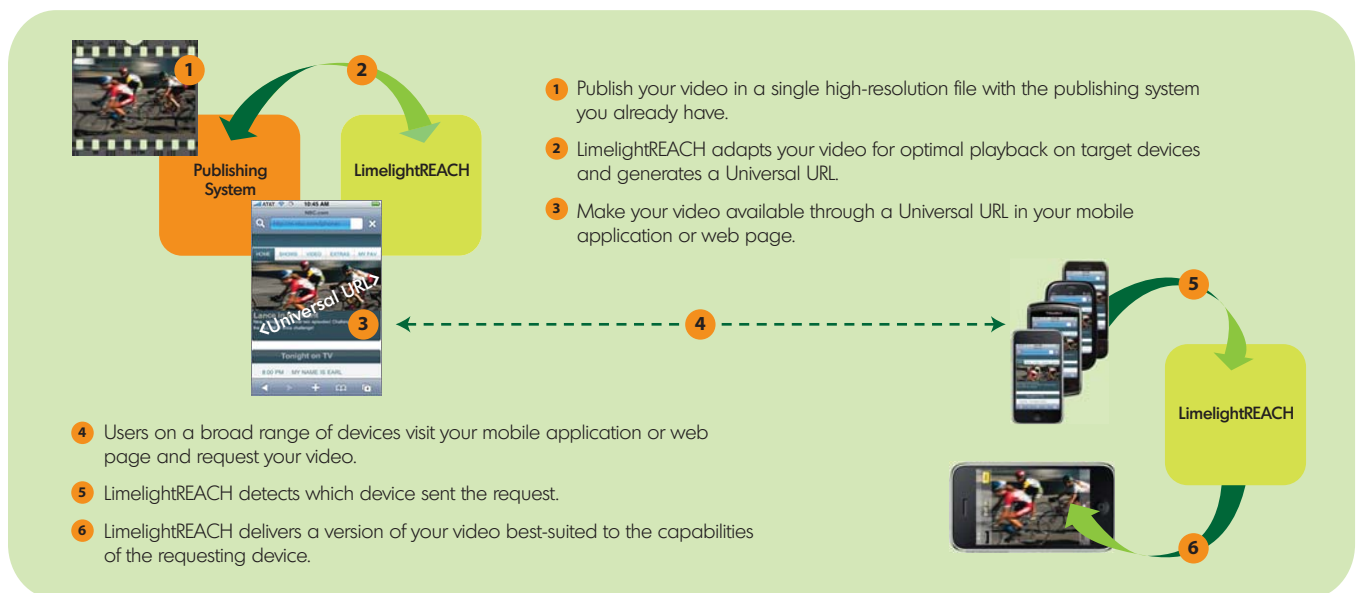 1
2
Publishing
System
LimelightREACH
1 Publish your video in a single high-resolution file with the publishing system
you already have.
2 LimelightREACH adapts your video for optimal playback on target devices
and generates a Universal URL.
3 Make your video available through a Universal URL in your mobile
application or web page.
AT&T 10:45 AM
NBC.com
HOME SHOWS VIDEO EXTRAS MY FAV
<Universal URL>
3
Tonight on TV
8:00 PM MY NAME IS EARL
4
5
LimelightREACH
6
4 Users on a broad range of devices visit your mobile application or web
page and request your video.
5 LimelightREACH detects which device sent the request.
6 LimelightREACH delivers a version of your video best-suited to the capabilities
of the requesting device.